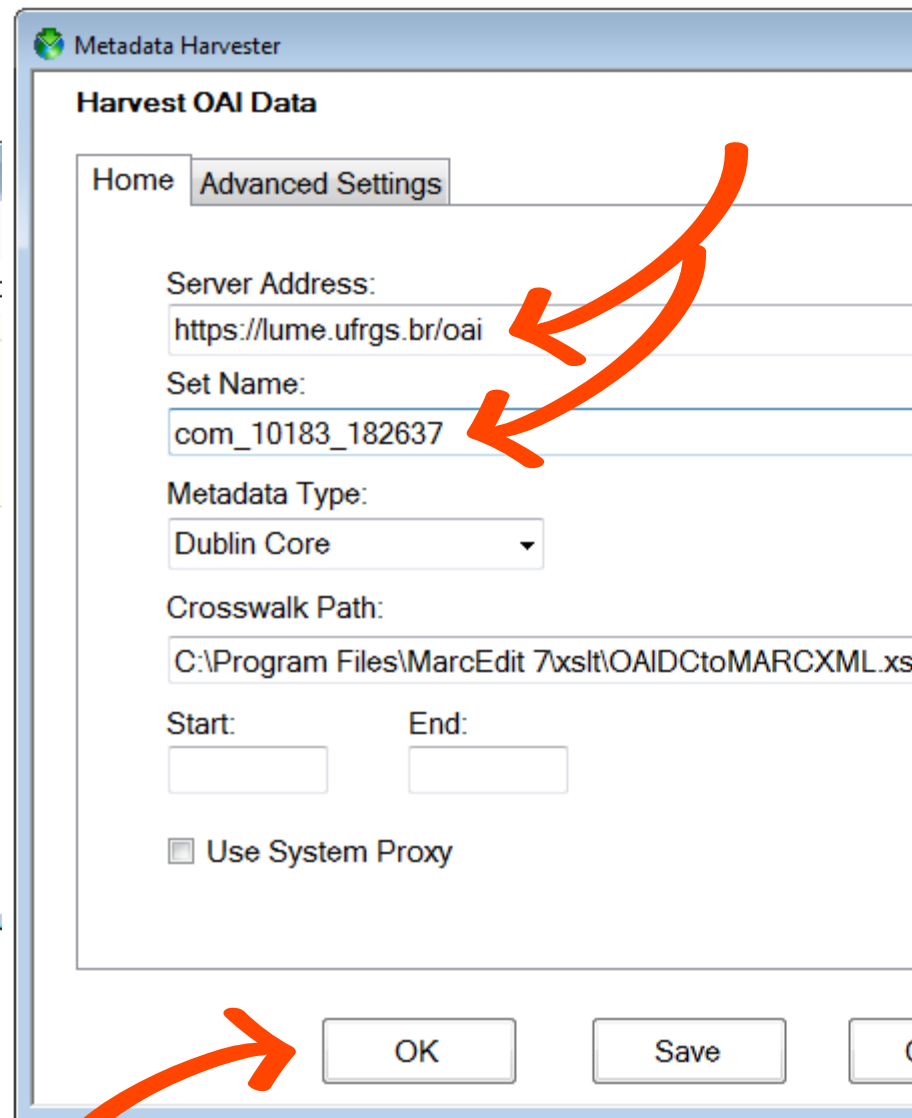 Metadata Harvester
Harvest OAI Data
Home
Advanced Settings
Server Address:
https://lume.ufrgs.br/oai
Set Name:
com_10183_182637
Metadata Type:
Dublin Core
Crosswalk Path:
C:\Program Files\MarcEdit 7\xslt\OAIDCtoMARCXML.xs
Start: End:
Use System Proxy
OK Save